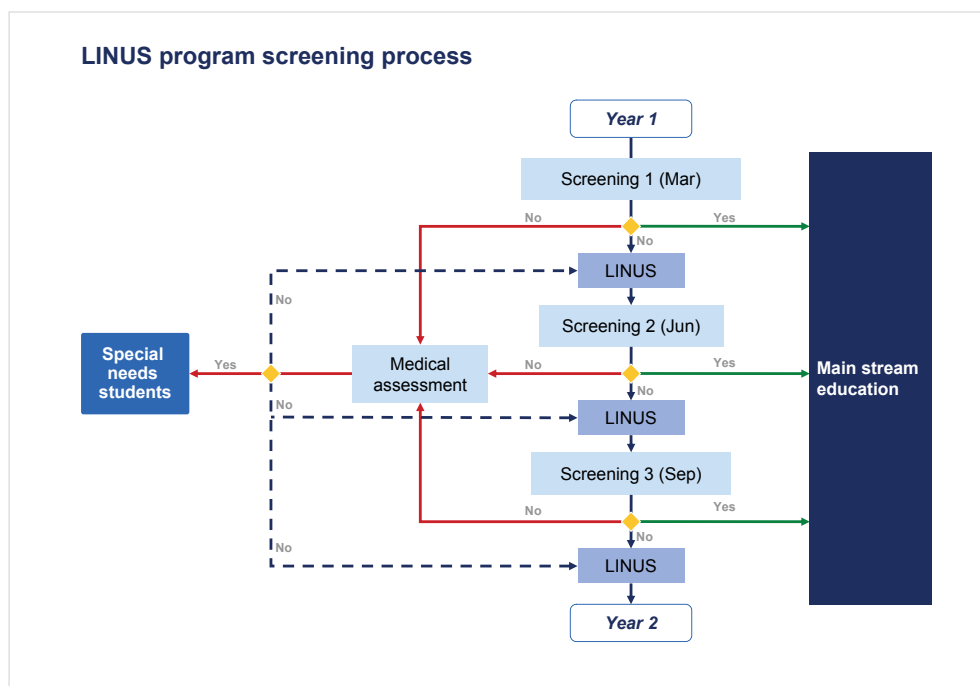 LINUS program screening process
Year 1
Screening 1 (Mar)
No
Yes
No
LINUS
No
Screening 2 (Jun)
Special
needs
students
Yes
Medical
assessment
No
Yes
Main stream
education
No
No
LINUS
Screening 3 (Sep)
No
Yes
No
No
LINUS
Year 2